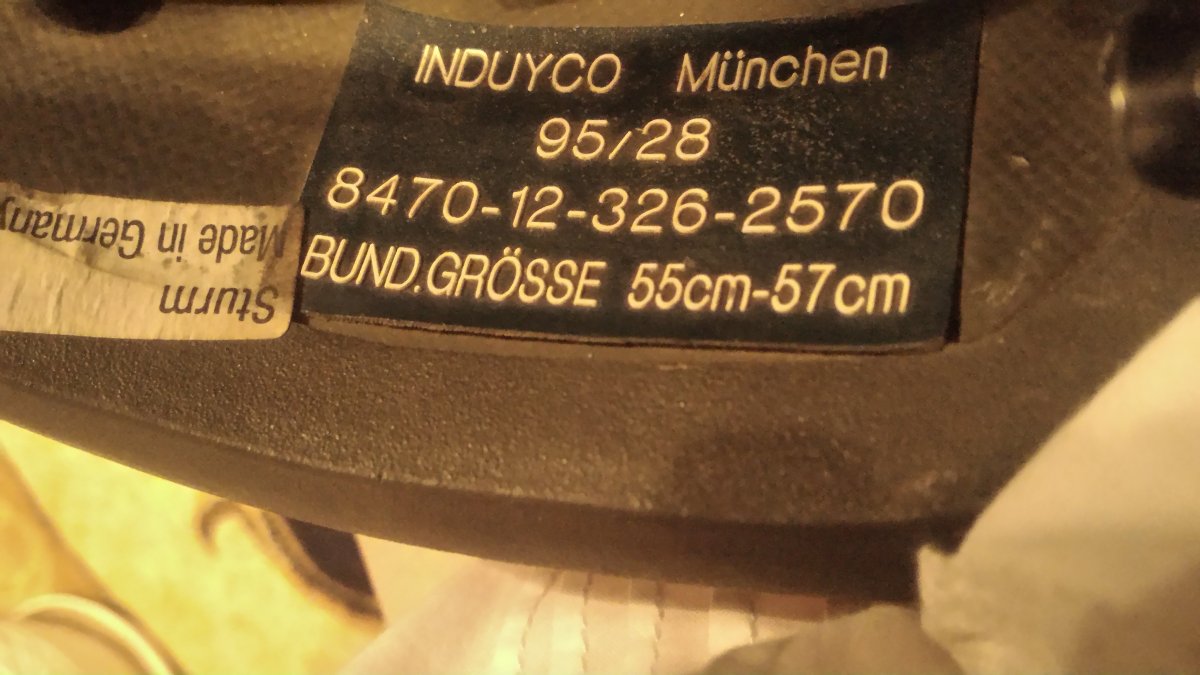 INDUYCO München
95/28
8470-12-326-2570
BUND.GRÖSSE 55cm-57cm
Sturm
Made in Germany